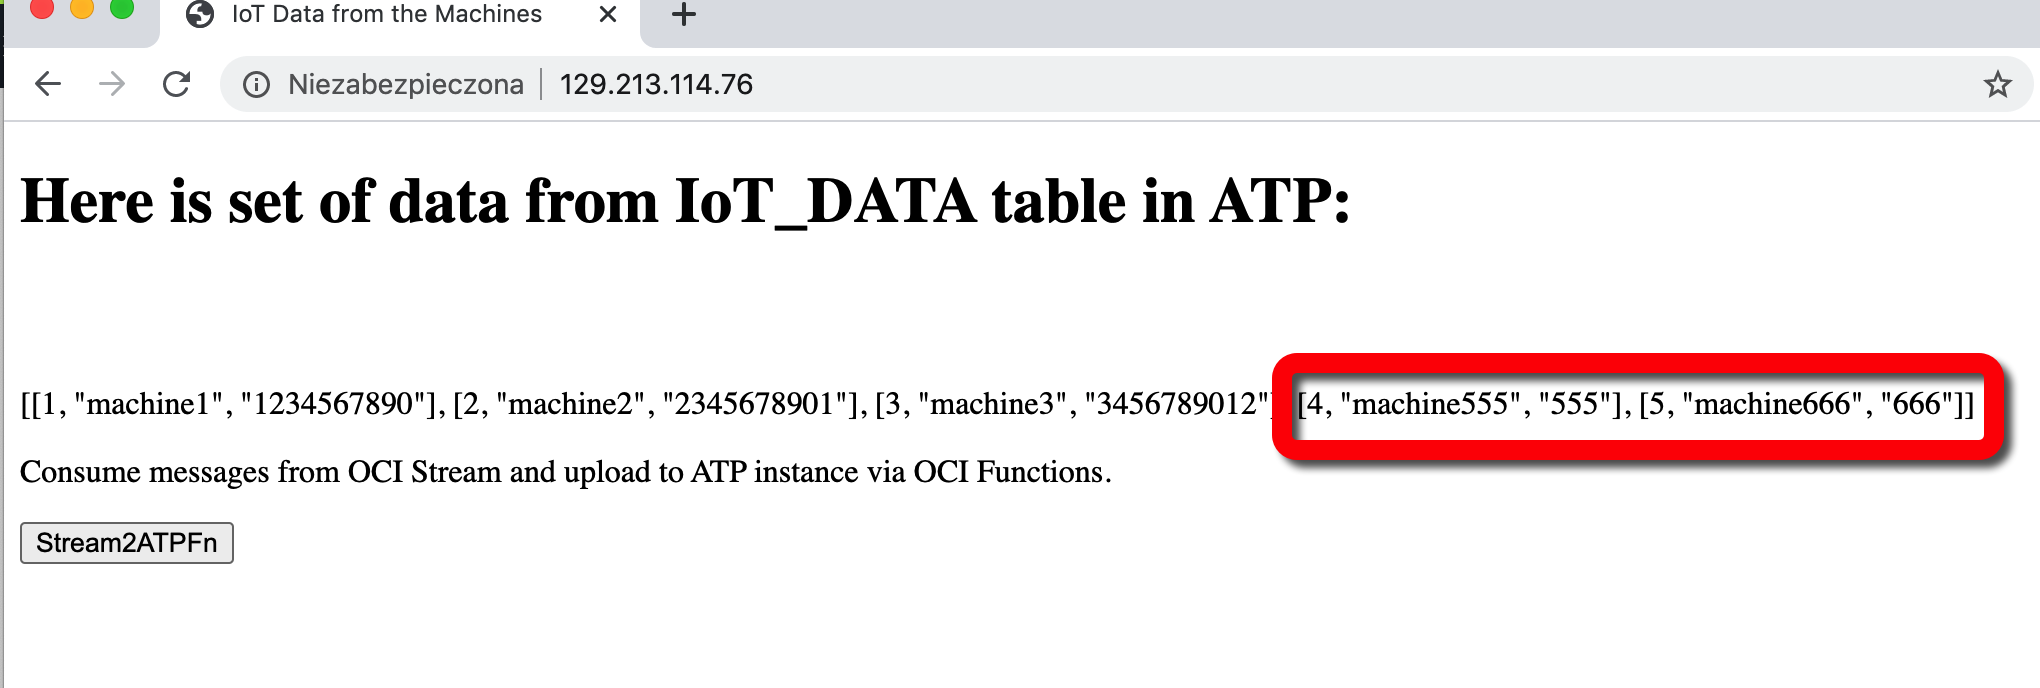 IoT Data from the Machines
Niezabezpieczona 129.213.114.76
Here is set of data from IoT_DATA table in ATP:
[[1, "machine1", "1234567890"], [2, "machine2", "2345678901"], [3, "machine3", "3456789012"] [4, "machine555", "555"], [5, "machine666", "666"]]
Consume messages from OCI Stream and upload to ATP instance via OCI Functions.
Stream2ATPFn